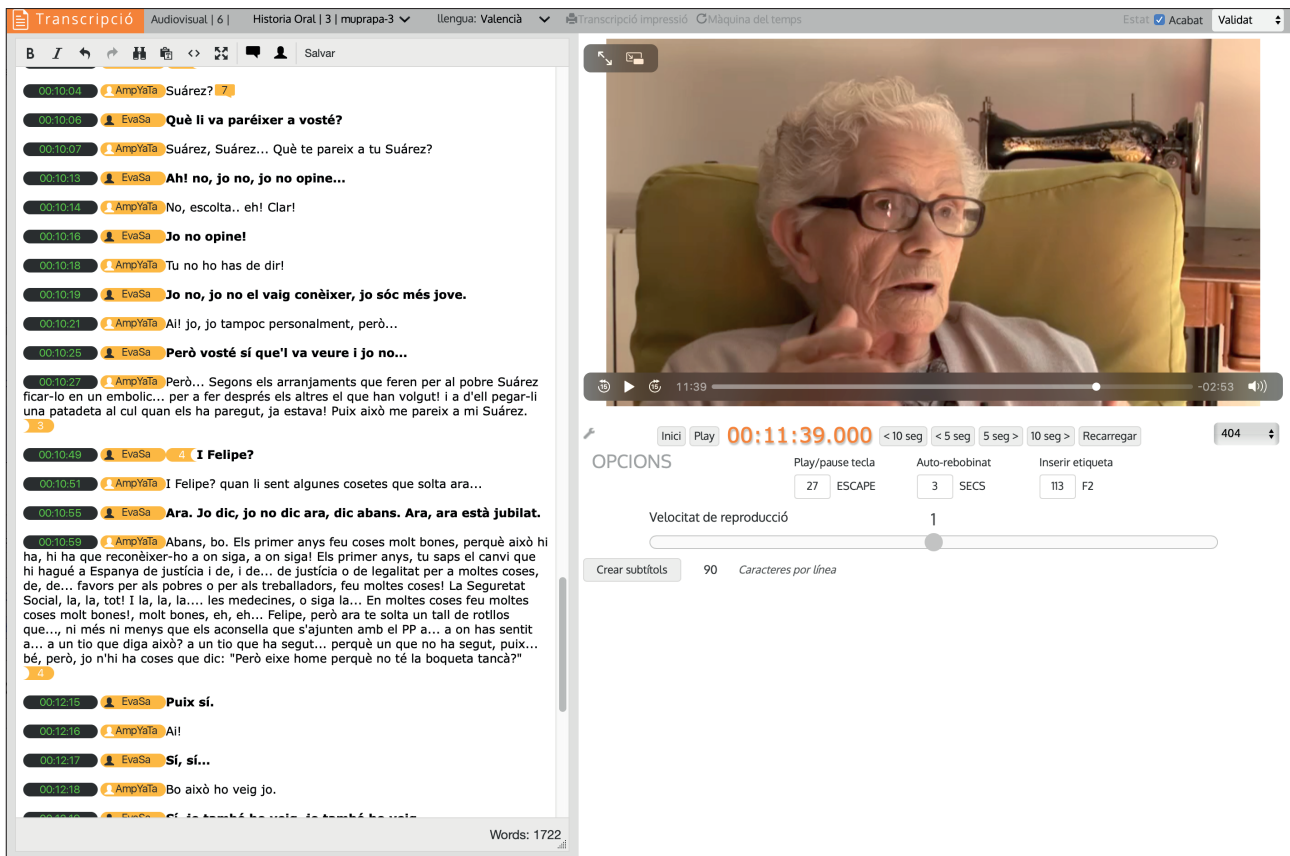 Transcripció Audiovisual | 6 | Historia Oral | 3 | muprapa-3 llengua: Valencià Transcripció impressió Màquina del temps Estat Acabat Validat
B I Salvar
00:10:04 AmpYaTa Suárez? 7
00:10:06 EvaSa Què li va paréixer a vosté?
00:10:07 AmpYaTa Suárez, Suárez... Què te pareix a tu Suárez?
00:10:13 EvaSa Ah! no, jo no, jo no opine...
00:10:14 AmpYaTa No, escolta.. eh! Clar!
00:10:16 EvaSa Jo no opine!
00:10:18 AmpYaTa Tu no ho has de dir!
00:10:19 EvaSa Jo no, jo no el vaig conèixer, jo sóc més jove.
00:10:21 AmpYaTa Ai! jo, jo tampoc personalment, però...
00:10:25 EvaSa Però vosté sí que'l va veure i jo no...
00:10:27 AmpYaTa Però... Segons els arranjaments que feren per al pobre Suárez
ficar-lo en un embolic... per a fer després els altres el que han volgut! i a d'ell pegar-li
una patadeta al cul quan els ha paregut, ja estava! Puix això me pareix a mi Suárez.
3
00:10:49 EvaSa 4 I Felipe?
00:10:51 AmpYaTa I Felipe? quan li sent algunes cosetes que solta ara...
00:10:55 EvaSa Ara. Jo dic, jo no dic ara, dic abans. Ara, ara està jubilat.
00:10:59 AmpYaTa Abans, bo. Els primer anys feu coses molt bones, perquè això hi
ha, hi ha que reconèixer-ho a on siga, a on siga! Els primer anys, tu saps el canvi que
hi hagué a Espanya de justícia i de, i de... de justícia o de legalitat per a moltes coses,
de, de... favors per als pobres o per als treballadors, feu moltes coses! La Seguretat
Social, la, la, tot! I la, la, la.... les medecines, o siga la... En moltes coses feu moltes
coses molt bones!, molt bones, eh, eh... Felipe, però ara te solta un tall de rotllos
que..., ni més ni menys que els aconsella que s'ajunten amb el PP a... a on has sentit
a... a un tio que diga això? a un tio que ha segut... perquè un que no ha segut, puix...
bé, però, jo n'hi ha coses que dic: "Però eixe home perquè no té la boqueta tancà?"
4
00:12:15 EvaSa Puix sí.
00:12:16 AmpYaTa Ai!
00:12:17 EvaSa Sí, sí...
00:12:18 AmpYaTa Bo això ho veig jo.
00:12:19 EvaSa Sí, jo també ho veig, jo també ho veig
Words: 1722
15 15 11:39 -02:53
Inici Play 00:11:39.000 < 10 seg < 5 seg 5 seg > 10 seg > Recarregar 404
OPCIONS
Play/pause tecla Auto-rebobinat Inserir etiqueta
27 ESCAPE 3 SECS 113 F2
Velocitat de reproducció 1
Crear subtítols 90 Caracteres por línea